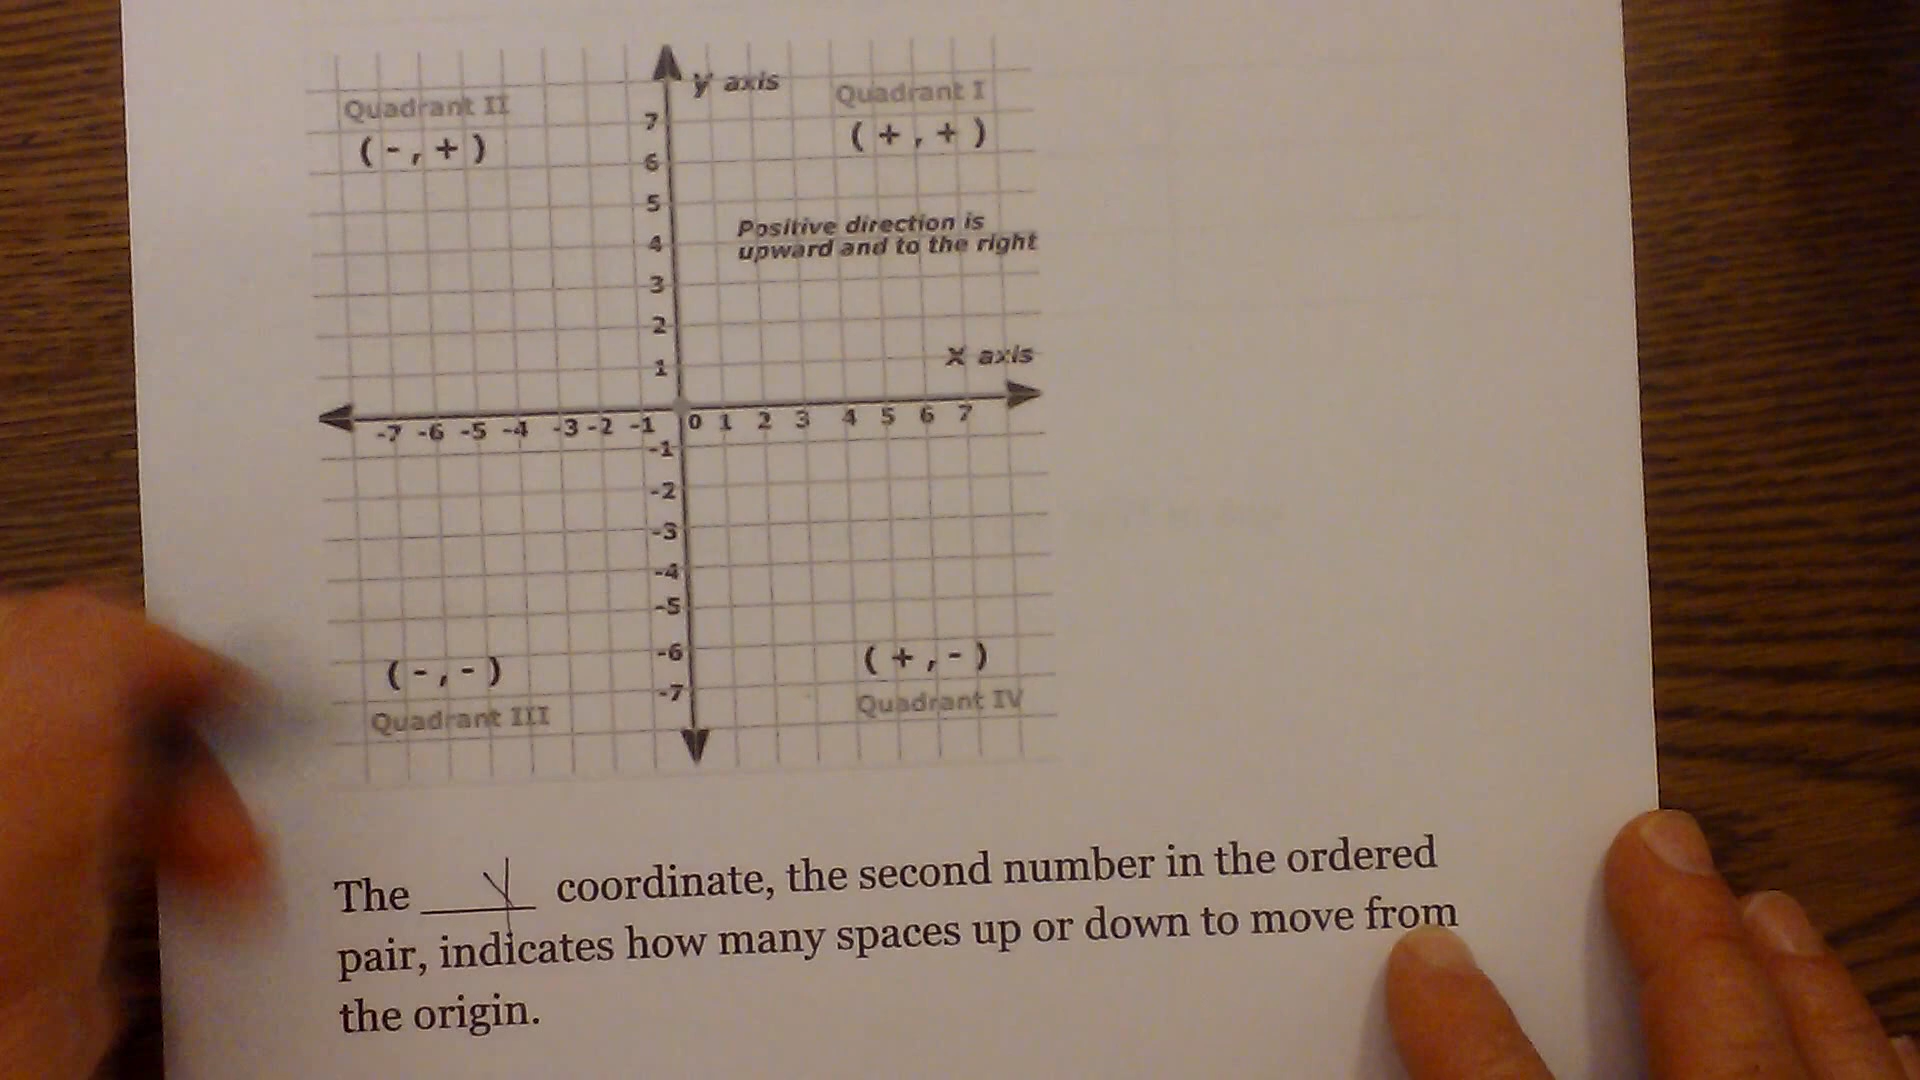 Y axis
Quadrant II
Quadrant I
(-,+)
(+,+)
7
6
5
4
3
2
1
Positive direction is
upward and to the right
X axis
-7 -6 -5 -4 -3 -2 -1 0 1 2 3 4 5 6 7
-1
-2
-3
-4
-5
-6
-7
(-,-)
(+,-)
Quadrant III
Quadrant IV
The y coordinate, the second number in the ordered
pair, indicates how many spaces up or down to move from
the origin.